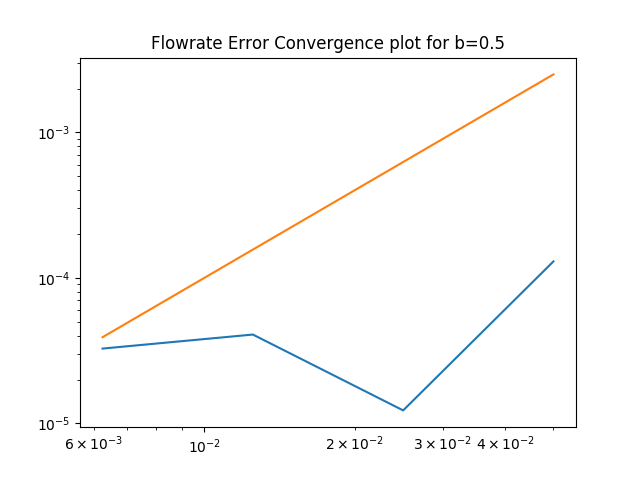 Flowrate Error Convergence plot for b=0.5
10⁻³
10⁻⁴
10⁻⁵
6 × 10⁻³ 10⁻² 2 × 10⁻² 3 × 10⁻² 4 × 10⁻²